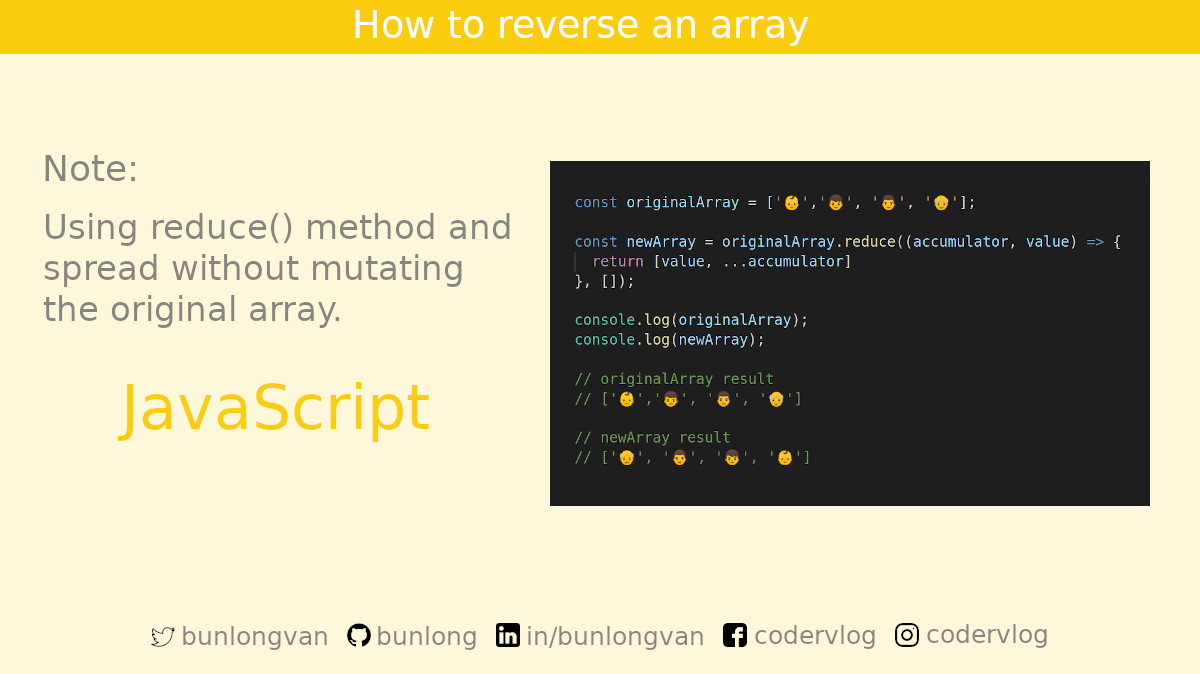 How to reverse an array
Note:
Using reduce() method and
spread without mutating
the original array.
JavaScript
const originalArray = ['👶','👦', '👨', '👴'];
const newArray = originalArray.reduce((accumulator, value) => {
return [value, ...accumulator]
}, []);
console.log(originalArray);
console.log(newArray);
// originalArray result
// ['👶','👦', '👨', '👴']
// newArray result
// ['👴', '👨', '👦', '👶']
bunlongvan bunlong in/bunlongvan codervlog codervlog